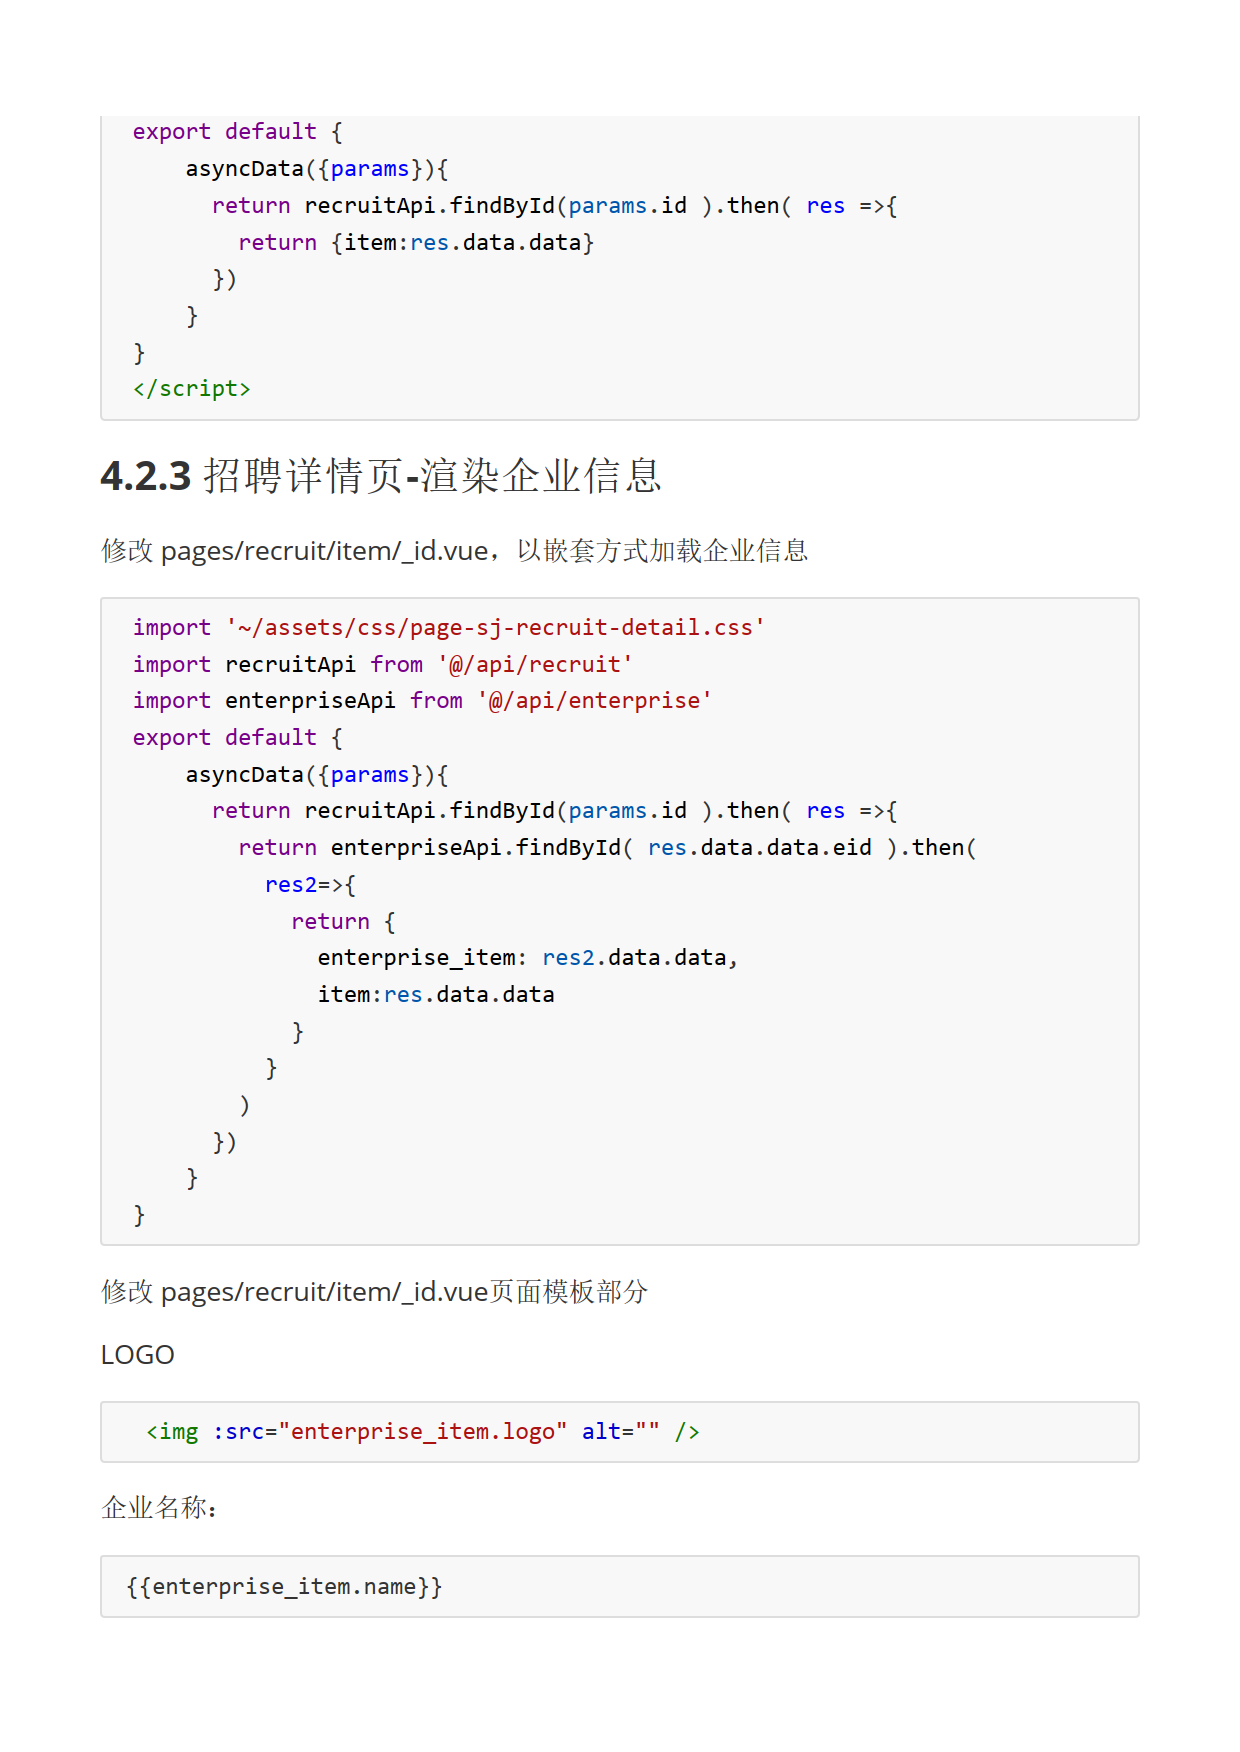 export default {
    asyncData({params}){
      return recruitApi.findById(params.id ).then( res =>{
        return {item:res.data.data}
      })
    }
}
</script>
4.2.3 招聘详情页-渲染企业信息
修改 pages/recruit/item/_id.vue，以嵌套方式加载企业信息
import '~/assets/css/page-sj-recruit-detail.css'
import recruitApi from '@/api/recruit'
import enterpriseApi from '@/api/enterprise'
export default {
    asyncData({params}){
      return recruitApi.findById(params.id ).then( res =>{
        return enterpriseApi.findById( res.data.data.eid ).then(
          res2=>{
            return {
              enterprise_item: res2.data.data,
              item:res.data.data
            }
          }
        )
      })
    }
}
修改 pages/recruit/item/_id.vue页面模板部分
LOGO
<img :src="enterprise_item.logo" alt="" />
企业名称：
{{enterprise_item.name}}